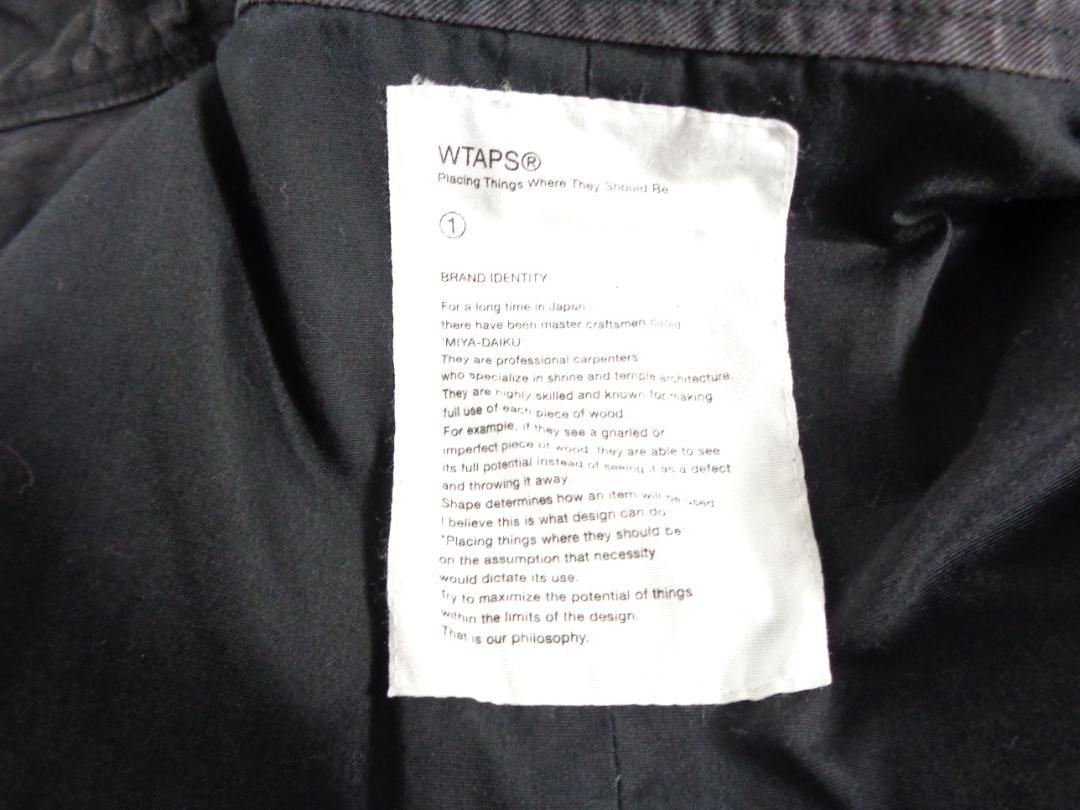 WTAPS®
Placing Things Where They Should Be
①
BRAND IDENTITY
For a long time in Japan
there have been master craftsmen called
'MIYA-DAIKU'.
They are professional carpenters
who specialize in shrine and temple architecture.
They are highly skilled and known for making
full use of each piece of wood
For example, if they see a gnarled or
imperfect piece of wood, they are able to see
its full potential instead of seeing it as a defect
and throwing it away
Shape determines how an item will be used
I believe this is what design can do
"Placing things where they should be"
on the assumption that necessity
would dictate its use.
Try to maximize the potential of things
within the limits of the design.
That is our philosophy.